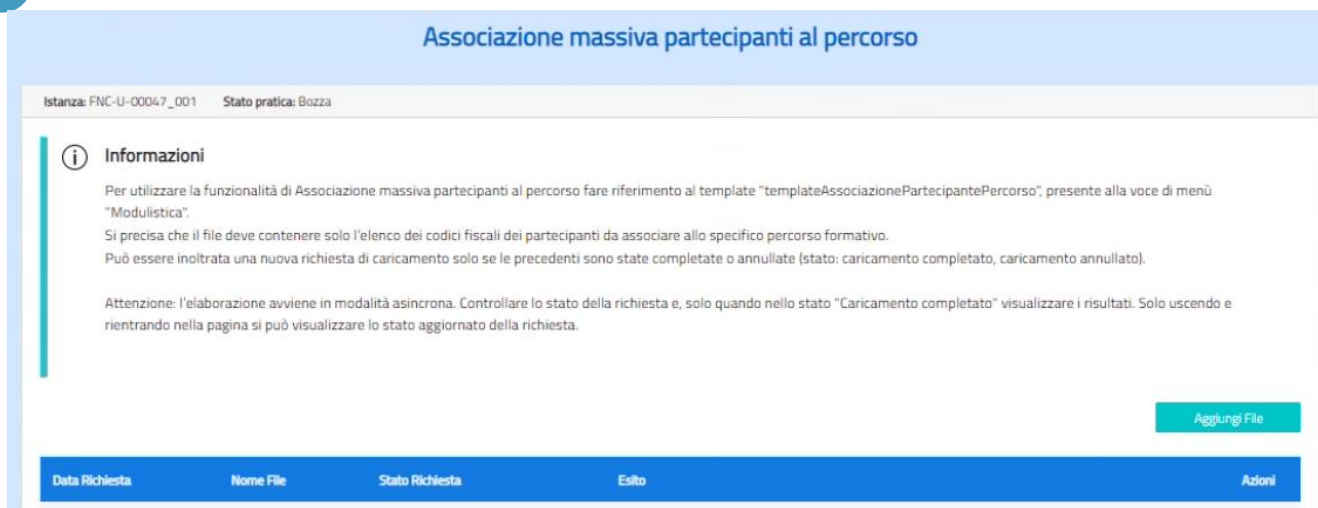 Associazione massiva partecipanti al percorso
Istanza: FNC-U-00047_001 Stato pratica: Bozza
Informazioni
Per utilizzare la funzionalità di Associazione massiva partecipanti al percorso fare riferimento al template "templateAssociazionePartecipantePercorso", presente alla voce di menù
"Modulistica".
Si precisa che il file deve contenere solo l'elenco dei codici fiscali dei partecipanti da associare allo specifico percorso formativo.
Può essere inoltrata una nuova richiesta di caricamento solo se le precedenti sono state completate o annullate (stato: caricamento completato, caricamento annullato).
Attenzione: l'elaborazione avviene in modalità asincrona. Controllare lo stato della richiesta e, solo quando nello stato "Caricamento completato" visualizzare i risultati. Solo uscendo e
rientrando nella pagina si può visualizzare lo stato aggiornato della richiesta.
Aggiungi File
Data Richiesta Nome File Stato Richiesta Esito Azioni